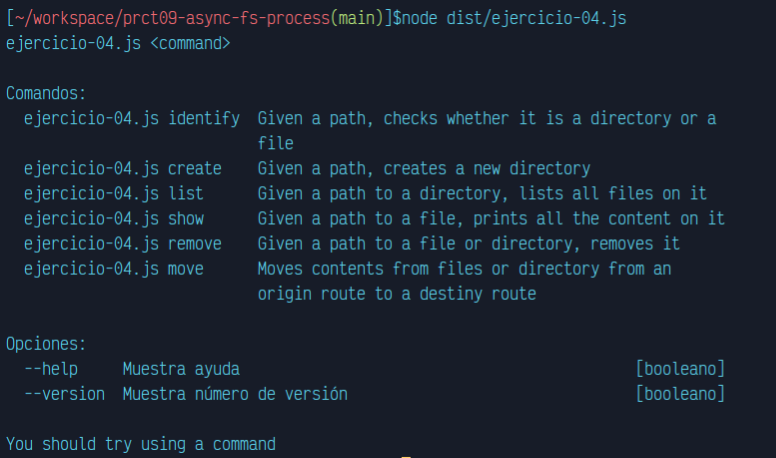 [~/workspace/prct09-async-fs-process(main)]$node dist/ejercicio-04.js
ejercicio-04.js <command>
Comandos:
ejercicio-04.js identify  Given a path, checks whether it is a directory or a
file
ejercicio-04.js create    Given a path, creates a new directory
ejercicio-04.js list      Given a path to a directory, lists all files on it
ejercicio-04.js show      Given a path to a file, prints all the content on it
ejercicio-04.js remove    Given a path to a file or directory, removes it
ejercicio-04.js move      Moves contents from files or directory from an
origin route to a destiny route
Opciones:
--help     Muestra ayuda                                            [booleano]
--version  Muestra número de versión                                [booleano]
You should try using a command